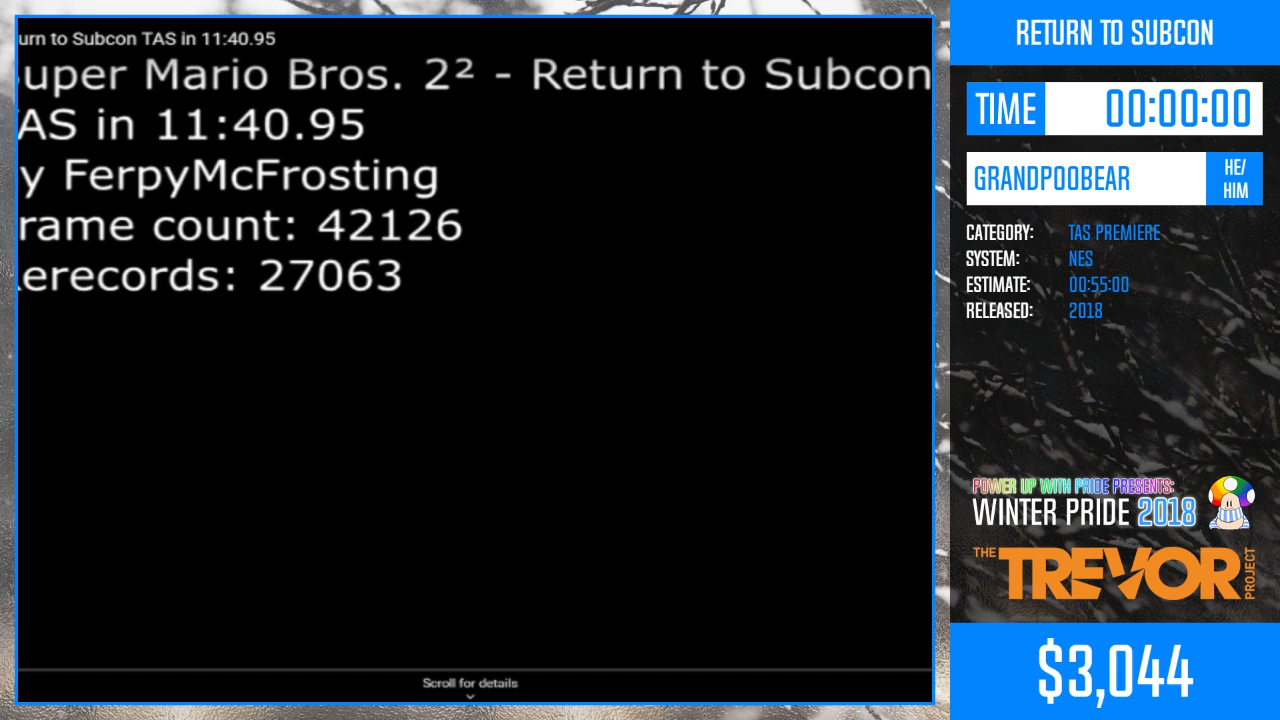 urn to Subcon TAS in 11:40.95
uper Mario Bros. 2² - Return to Subcon
AS in 11:40.95
y FerpyMcFrosting
rame count: 42126
erecords: 27063
Scroll for details
RETURN TO SUBCON
TIME 00:00:00
GRANDPOOBEAR HE/
HIM
CATEGORY: TAS PREMIERE
SYSTEM: NES
ESTIMATE: 00:55:00
RELEASED: 2018
POWER UP WITH PRIDE PRESENTS:
WINTER PRIDE 2018
THE TREVOR PROJECT
$3,044